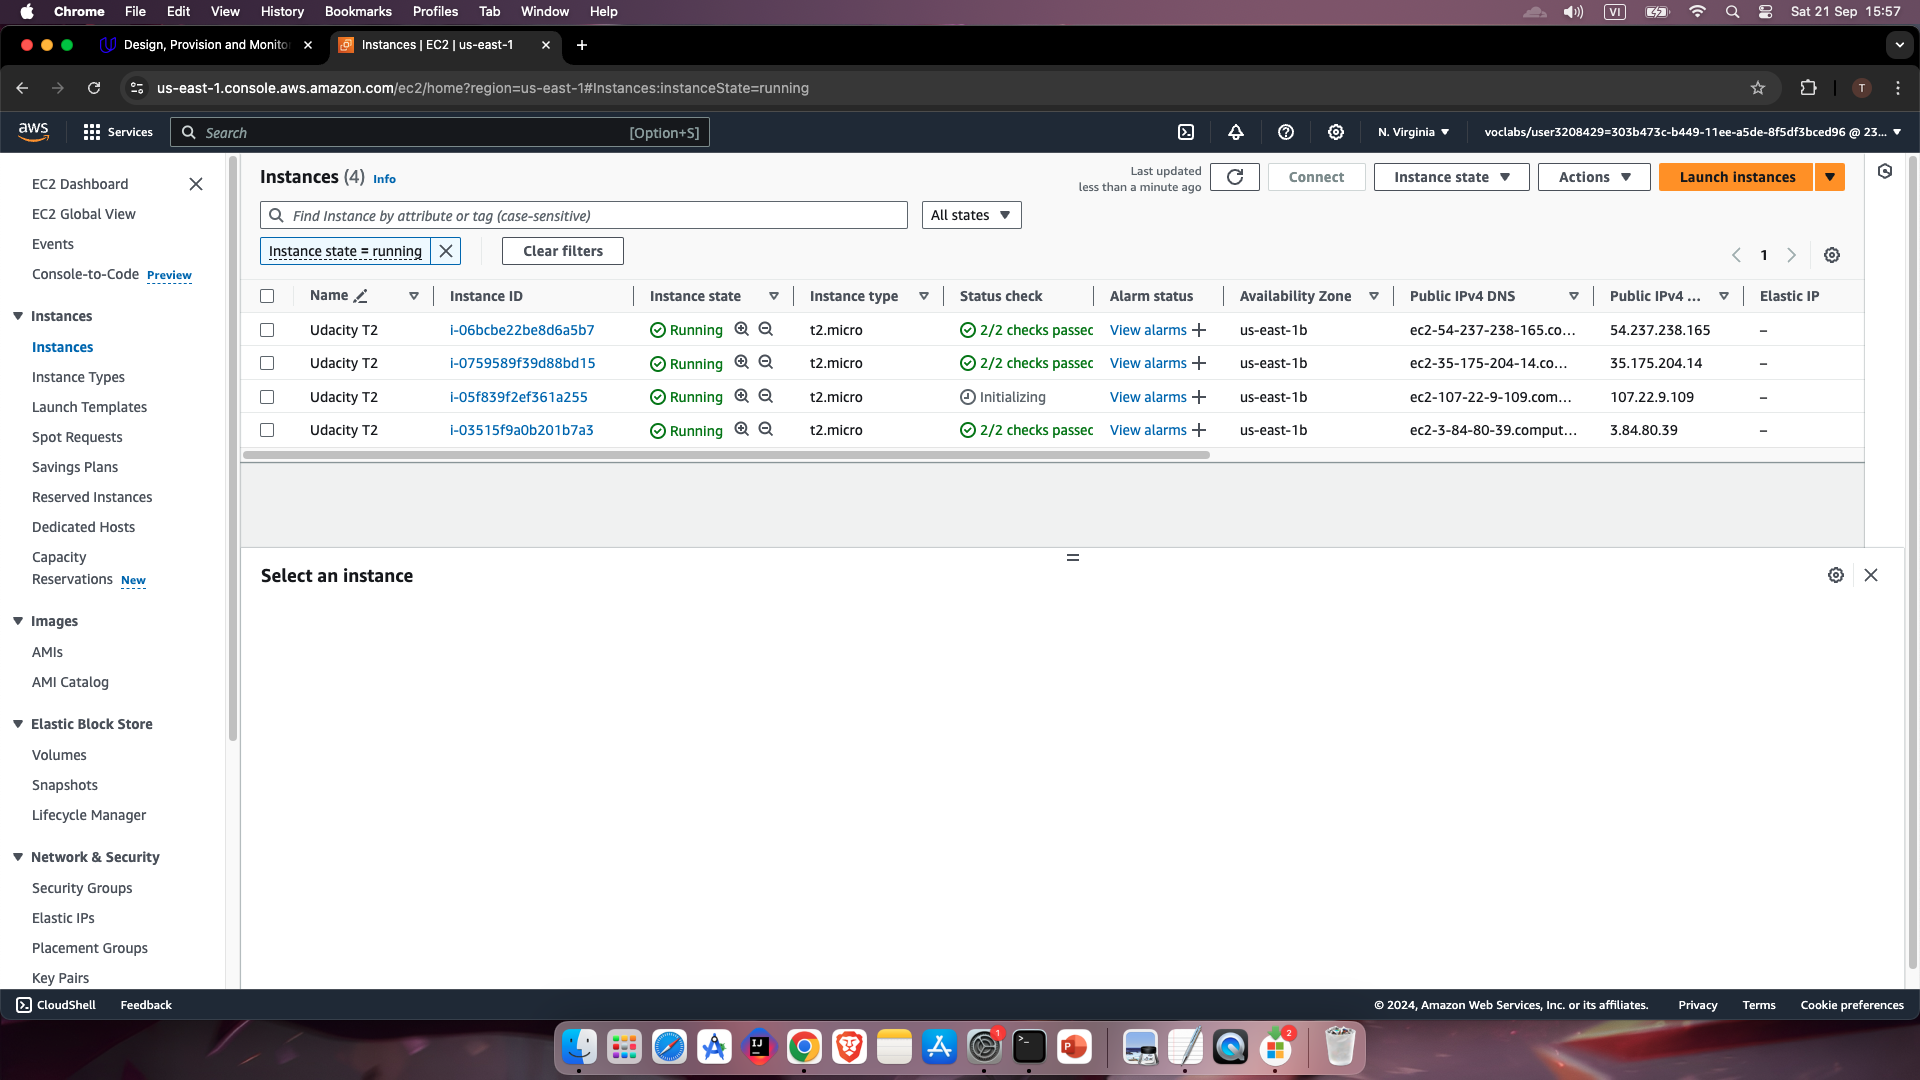 Chrome File Edit View History Bookmarks Profiles Tab Window Help VI Sat 21 Sep 15:57
Design, Provision and Monito Instances | EC2 | us-east-1
us-east-1.console.aws.amazon.com/ec2/home?region=us-east-1#Instances:instanceState=running T
aws Services Search [Option+S] N. Virginia voclabs/user3208429=303b473c-b449-11ee-a5de-8f5df3bced96 @ 23...
EC2 Dashboard
EC2 Global View
Events
Console-to-Code Preview
Instances
Instances
Instance Types
Launch Templates
Spot Requests
Savings Plans
Reserved Instances
Dedicated Hosts
Capacity
Reservations New
Images
AMIs
AMI Catalog
Elastic Block Store
Volumes
Snapshots
Lifecycle Manager
Network & Security
Security Groups
Elastic IPs
Placement Groups
Key Pairs
Instances (4) Info
Last updated
less than a minute ago
Connect Instance state Actions Launch instances
Find Instance by attribute or tag (case-sensitive) All states
Instance state = running Clear filters 1
Name Instance ID Instance state Instance type Status check Alarm status Availability Zone Public IPv4 DNS Public IPv4 ... Elastic IP
Udacity T2 i-06bcbe22be8d6a5b7 Running t2.micro 2/2 checks passec View alarms us-east-1b ec2-54-237-238-165.co... 54.237.238.165 –
Udacity T2 i-0759589f39d88bd15 Running t2.micro 2/2 checks passec View alarms us-east-1b ec2-35-175-204-14.co... 35.175.204.14 –
Udacity T2 i-05f839f2ef361a255 Running t2.micro Initializing View alarms us-east-1b ec2-107-22-9-109.com... 107.22.9.109 –
Udacity T2 i-03515f9a0b201b7a3 Running t2.micro 2/2 checks passec View alarms us-east-1b ec2-3-84-80-39.comput... 3.84.80.39 –
Select an instance
CloudShell Feedback © 2024, Amazon Web Services, Inc. or its affiliates. Privacy Terms Cookie preferences
IJ 1 P 2